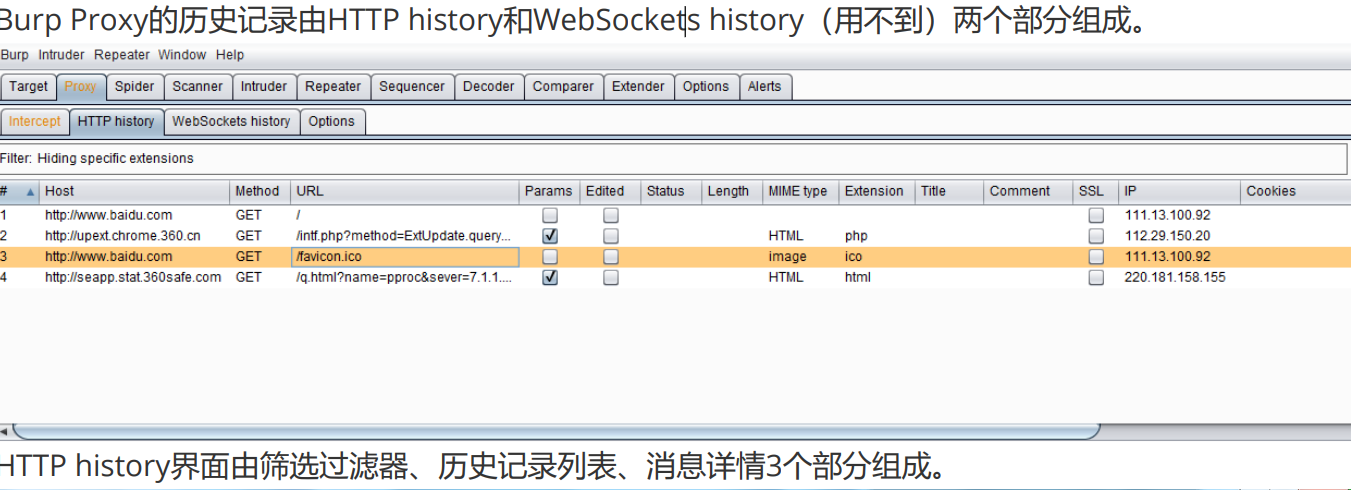 Burp Proxy的历史记录由HTTP history和WebSockets history（用不到）两个部分组成。
Burp Intruder Repeater Window Help
Target Proxy Spider Scanner Intruder Repeater Sequencer Decoder Comparer Extender Options Alerts
Intercept HTTP history WebSockets history Options
Filter: Hiding specific extensions
# Host Method URL Params Edited Status Length MIME type Extension Title Comment SSL IP Cookies
1 http://www.baidu.com GET / 111.13.100.92
2 http://upext.chrome.360.cn GET /intf.php?method=ExtUpdate.query... HTML php 112.29.150.20
3 http://www.baidu.com GET /favicon.ico image ico 111.13.100.92
4 http://seapp.stat.360safe.com GET /q.html?name=pproc&sever=7.1.1.... HTML html 220.181.158.155
HTTP history界面由筛选过滤器、历史记录列表、消息详情3个部分组成。